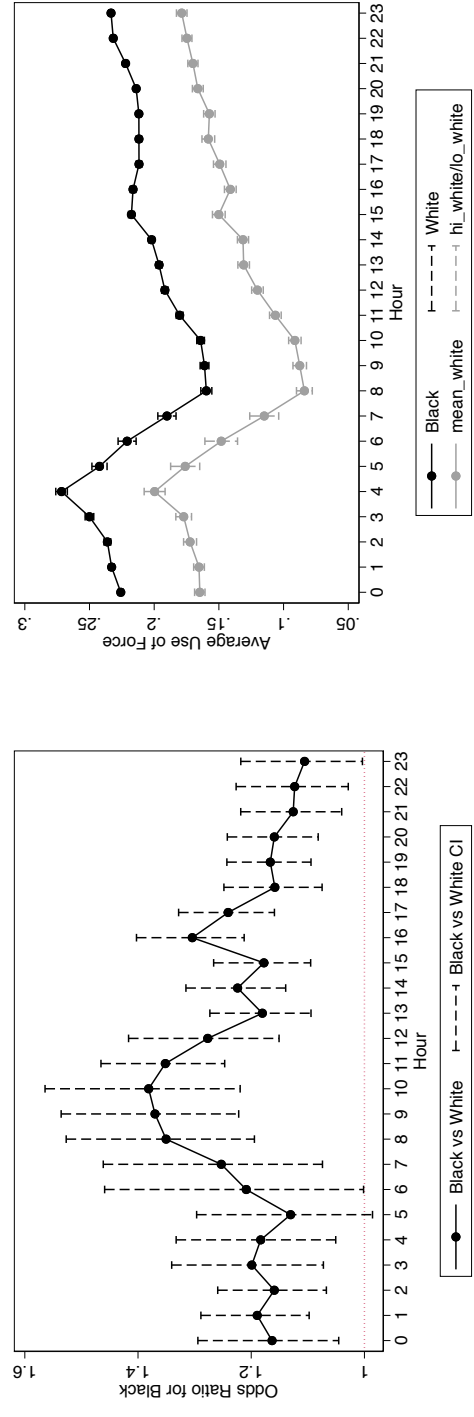 1.6
1.4
1.2
1
Odds Ratio for Black
0 1 2 3 4 5 6 7 8 9 10 11 12 13 14 15 16 17 18 19 20 21 22 23
Hour
Black vs White
Black vs White CI
.3
.25
.2
.15
.1
.05
Average Use of Force
0 1 2 3 4 5 6 7 8 9 10 11 12 13 14 15 16 17 18 19 20 21 22 23
Hour
Black
White
mean_white
hi_white/lo_white